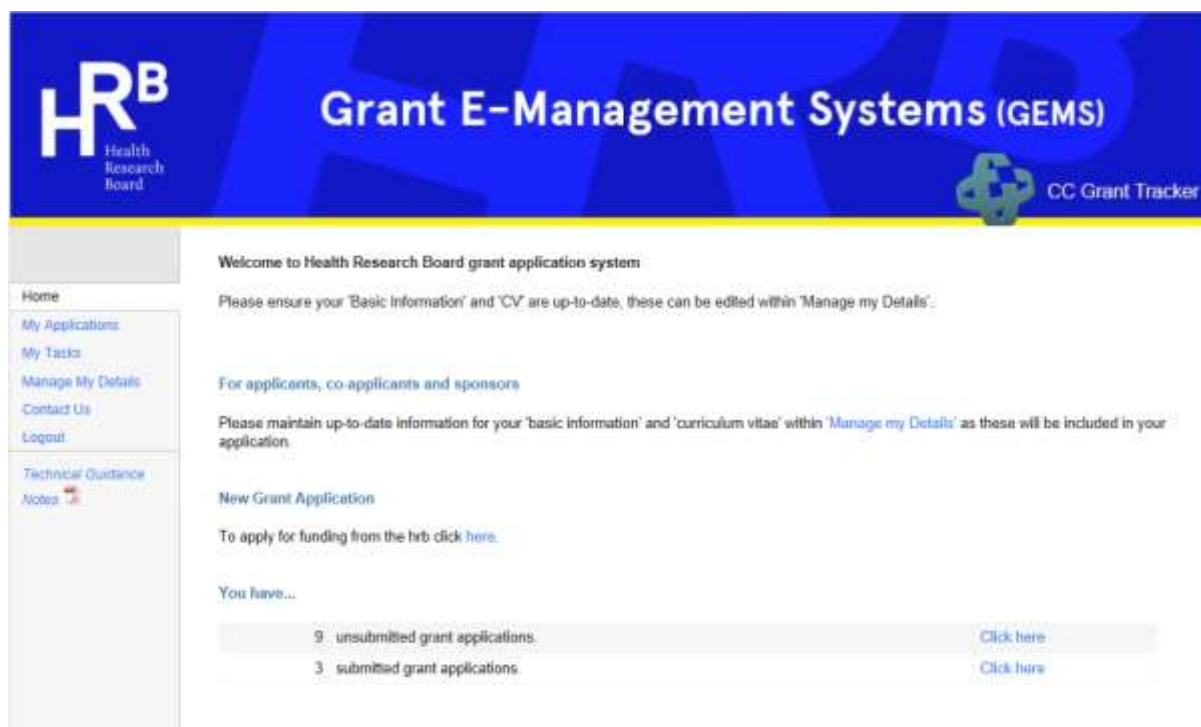 HRB
Health
Research
Board
Grant E-Management Systems (GEMS)
CC Grant Tracker
Home
My Applications
My Tasks
Manage My Details
Contact Us
Logout
Technical Guidance
Notes
Welcome to Health Research Board grant application system
Please ensure your 'Basic Information' and 'CV' are up-to-date, these can be edited within 'Manage my Details'.
For applicants, co-applicants and sponsors
Please maintain up-to-date information for your 'basic information' and 'curriculum vitae' within 'Manage my Details' as these will be included in your
application
New Grant Application
To apply for funding from the hrb click here.
You have...
9 unsubmitted grant applications. Click here
3 submitted grant applications. Click here